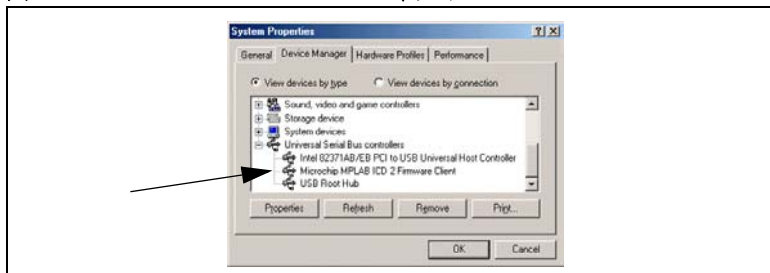 System Properties
General Device Manager Hardware Profiles Performance
View devices by type View devices by connection
Sound, video and game controllers
Storage device
System devices
Universal Serial Bus controllers
Intel 82371AB/EB PCI to USB Universal Host Controller
Microchip MPLAB ICD 2 Firmware Client
USB Root Hub
Properties Refresh Remove Print...
OK Cancel